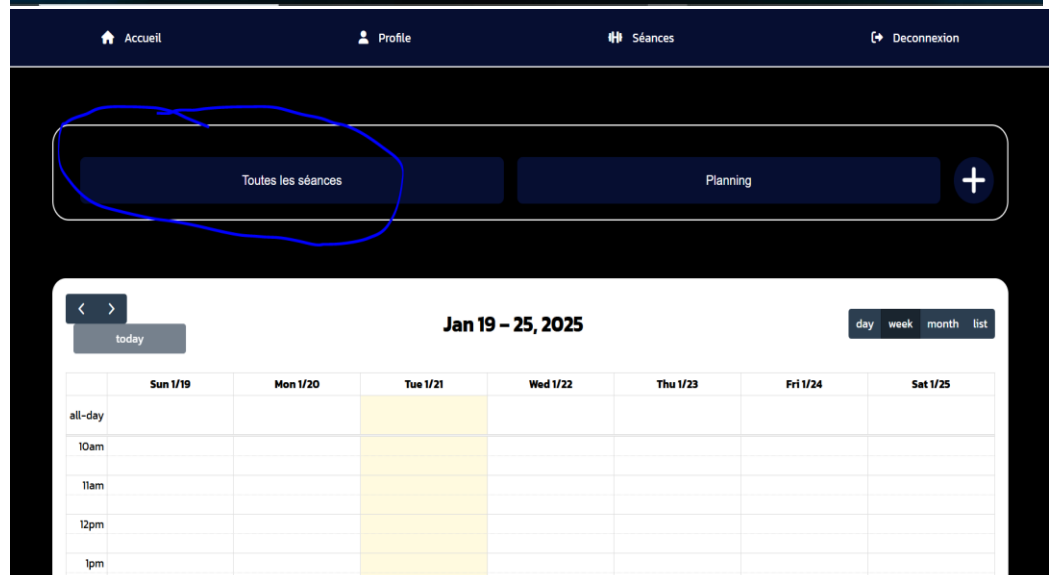 Accueil Profile Séances Deconnexion
Toutes les séances Planning
Jan 19 – 25, 2025
day week month list
today
Sun 1/19 Mon 1/20 Tue 1/21 Wed 1/22 Thu 1/23 Fri 1/24 Sat 1/25
all-day
10am
11am
12pm
1pm